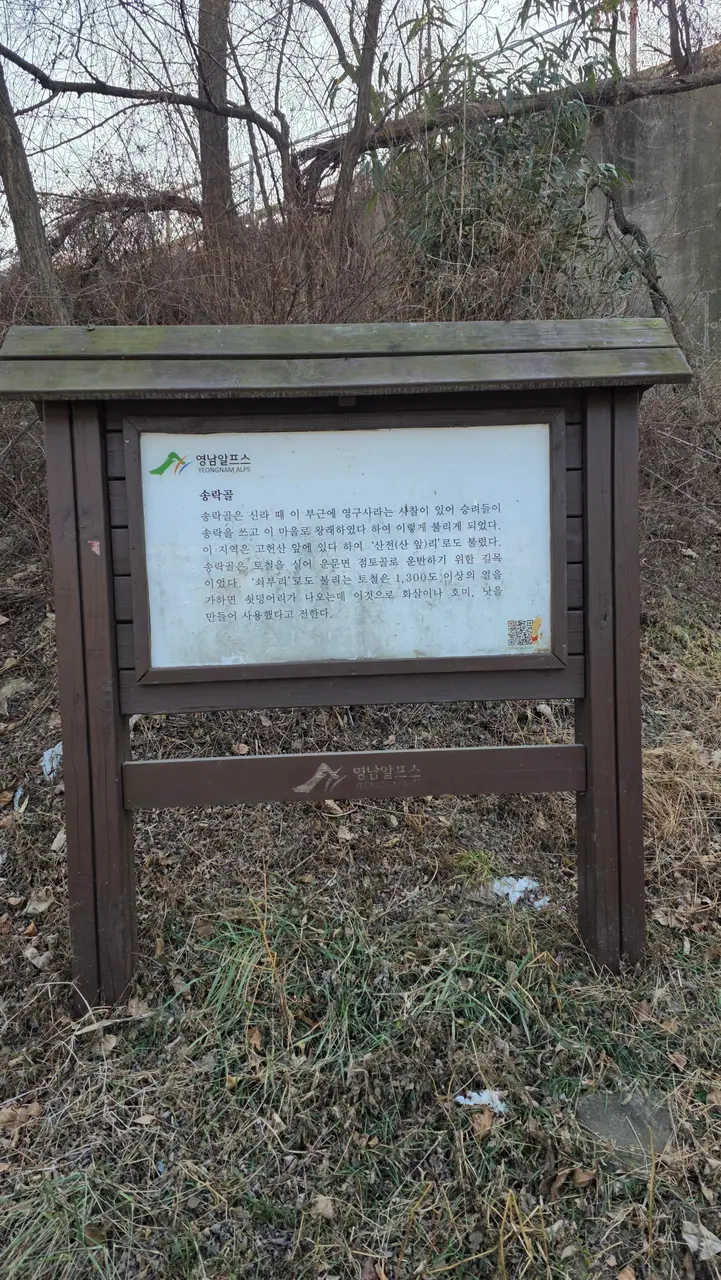 영남알프스
YEONGNAM ALPS
송락골
송락골은 신라 때 이 부근에 영구사라는 사찰이 있어 승려들이
송락을 쓰고 이 마을로 왕래하였다 하여 이렇게 불리게 되었다.
이 지역은 고헌산 앞에 있다 하여 '산전(산 앞)리'로도 불렸다.
송락골은 토철을 실어 운문면 점토골로 운반하기 위한 길목
이었다. '쇠부리'로도 불리는 토철은 1,300도 이상의 열을
가하면 쇳덩어리가 나오는데 이것으로 화살이나 호미, 낫을
만들어 사용했다고 전한다.
영남알프스